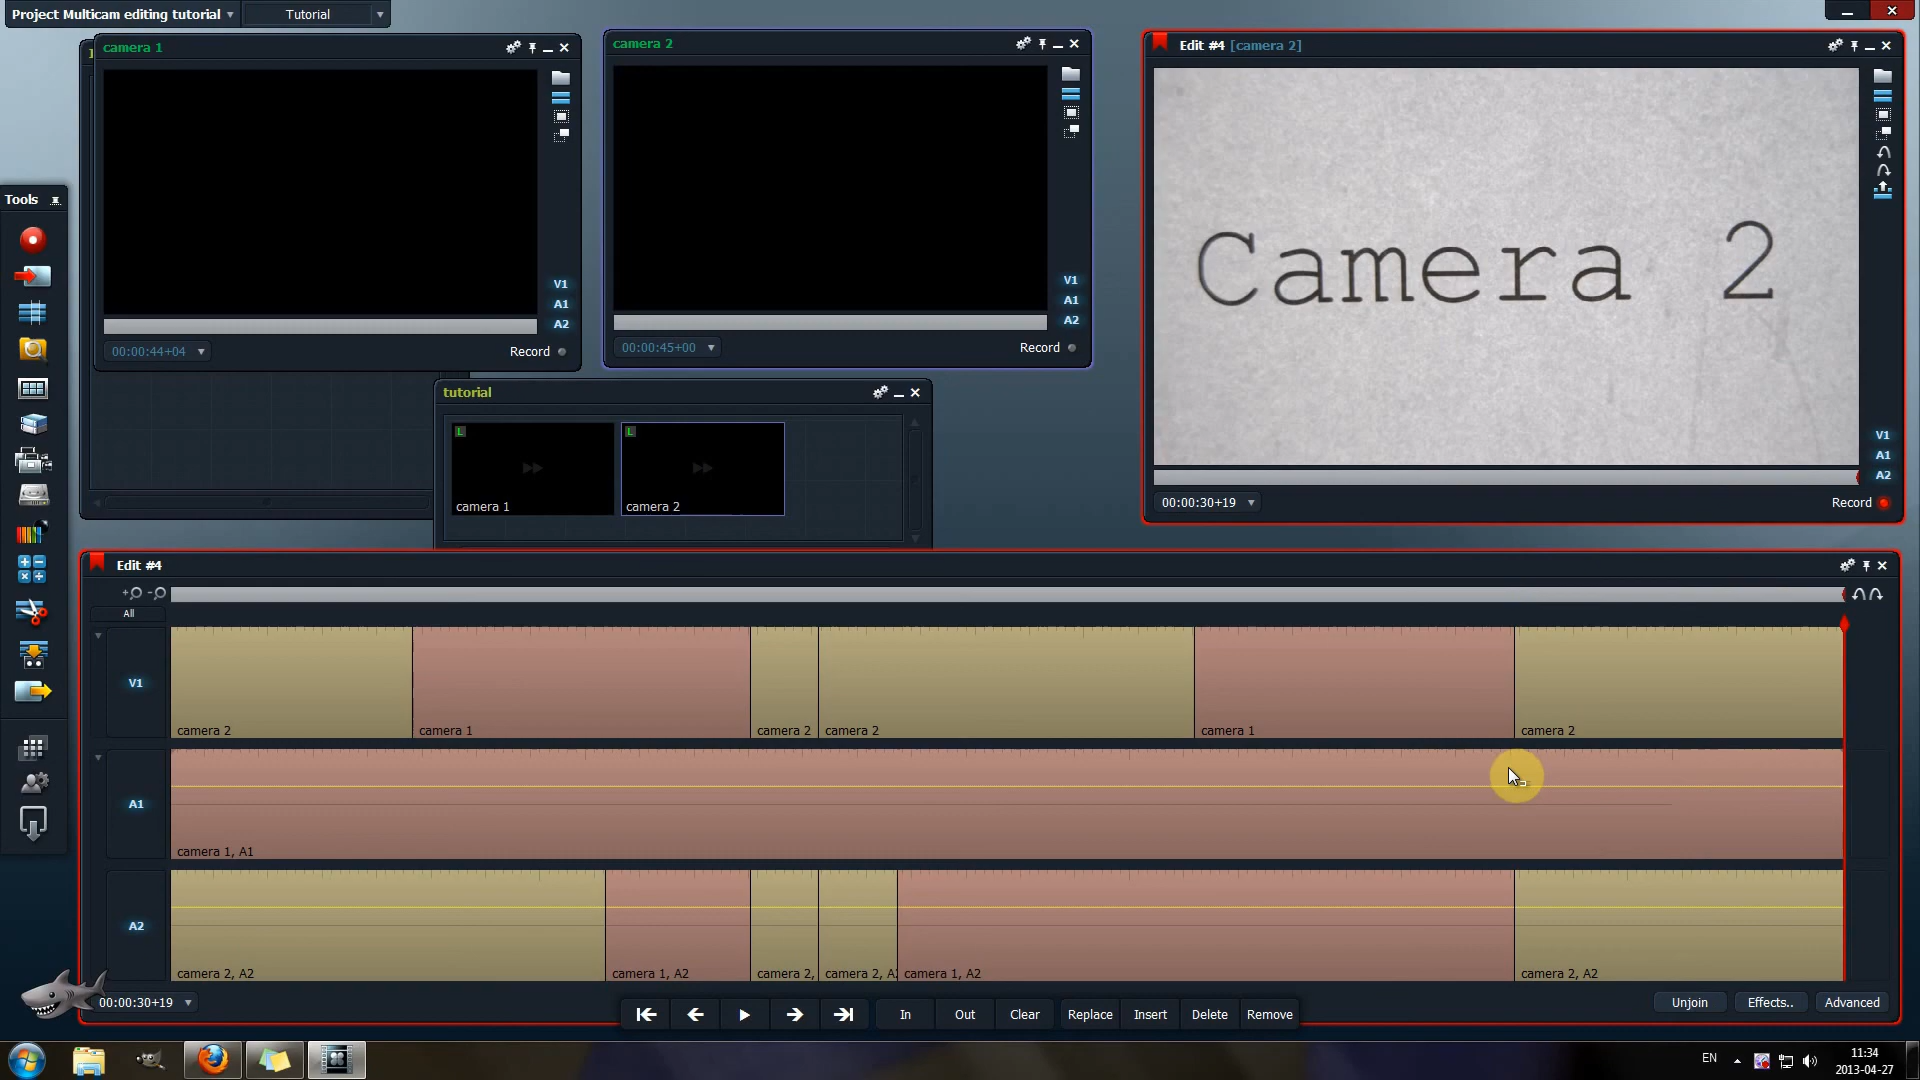 Project Multicam editing tutorial
Tutorial
camera 1
camera 2
Edit #4 [camera 2]
Camera 2
V1
A1
A2
V1
A1
A2
00:00:44+04
Record
00:00:45+00
Record
Tools
tutorial
L
L
camera 1
camera 2
V1
A1
A2
00:00:30+19
Record
Edit #4
All
V1
camera 2
camera 1
camera 2
camera 2
camera 1
camera 2
A1
camera 1, A1
A2
camera 2, A2
camera 1, A2
camera 2,
camera 2, A
camera 1, A2
camera 2, A2
00:00:30+19
In
Out
Clear
Replace
Insert
Delete
Remove
Unjoin
Effects..
Advanced
EN
11:34
2013-04-27